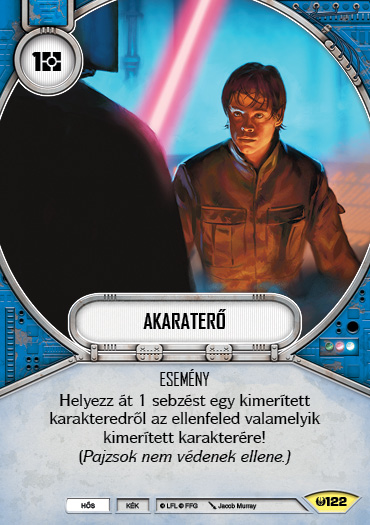 1
AKARATERŐ
ESEMÉNY
Helyezz át 1 sebzést egy kimerített
karakteredről az ellenfeled valamelyik
kimerített karakterére!
(Pajzsok nem védenek ellene.)
HŐS KÉK © LFL © FFG Jacob Murray 122